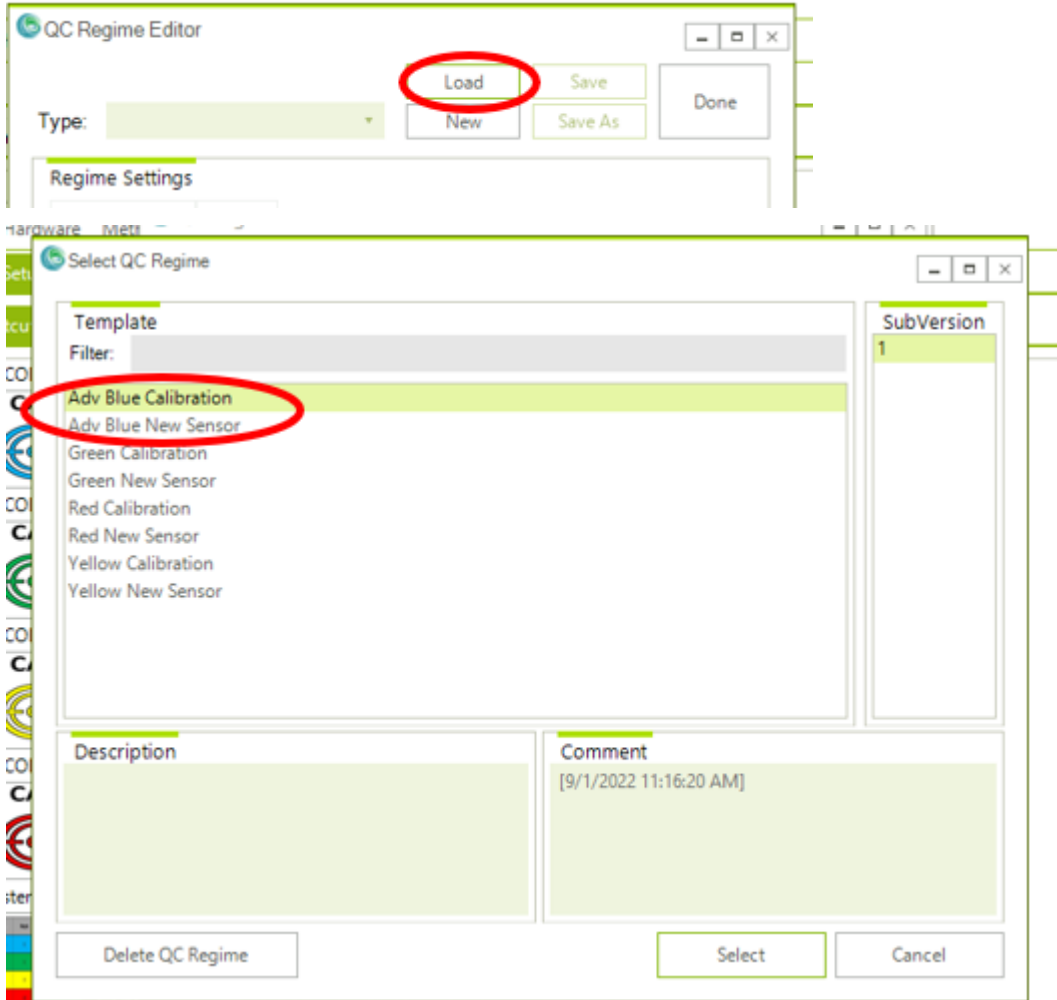 QC Regime Editor
Load
Save
Done
Type:
New
Save As
Regime Settings
Hardware
Select QC Regime
Template
SubVersion
Filter:
1
Adv Blue Calibration
Adv Blue New Sensor
Green Calibration
Green New Sensor
Red Calibration
Red New Sensor
Yellow Calibration
Yellow New Sensor
Description
Comment
[9/1/2022 11:16:20 AM]
Delete QC Regime
Select
Cancel